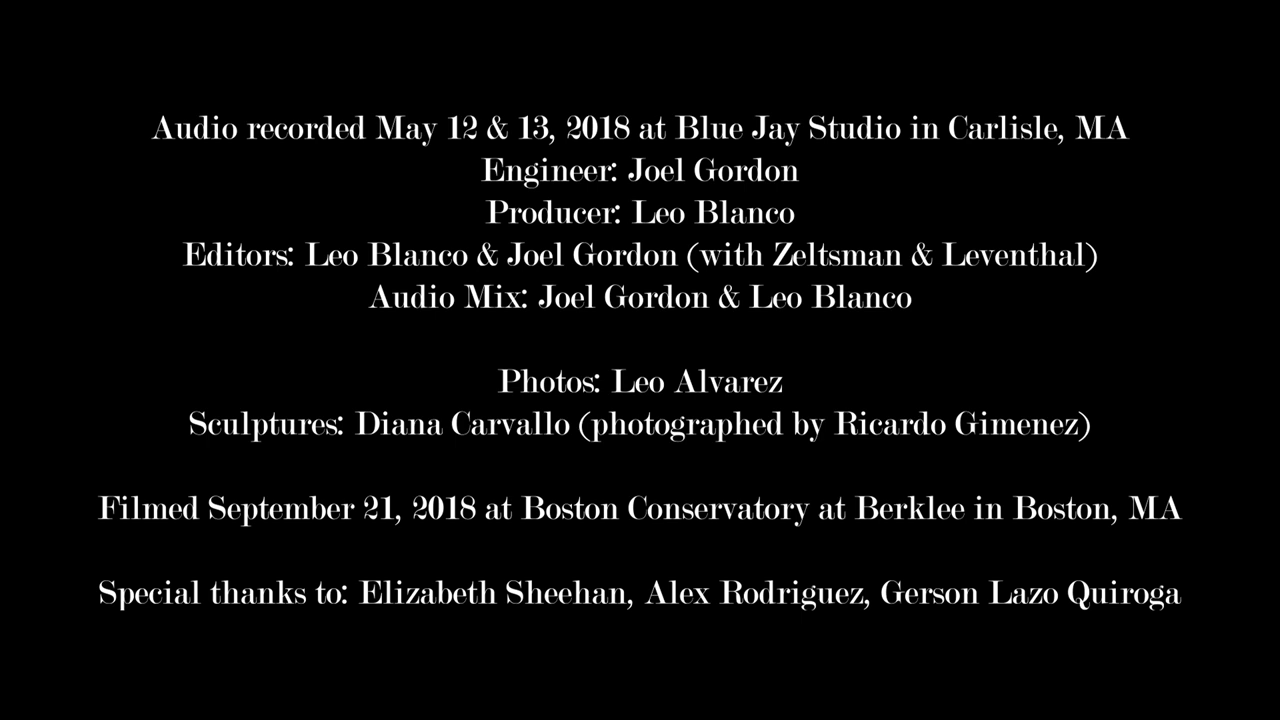 Audio recorded May 12 & 13, 2018 at Blue Jay Studio in Carlisle, MA
Engineer: Joel Gordon
Producer: Leo Blanco
Editors: Leo Blanco & Joel Gordon (with Zeltsman & Leventhal)
Audio Mix: Joel Gordon & Leo Blanco
Photos: Leo Alvarez
Sculptures: Diana Carvallo (photographed by Ricardo Gimenez)
Filmed September 21, 2018 at Boston Conservatory at Berklee in Boston, MA
Special thanks to: Elizabeth Sheehan, Alex Rodriguez, Gerson Lazo Quiroga